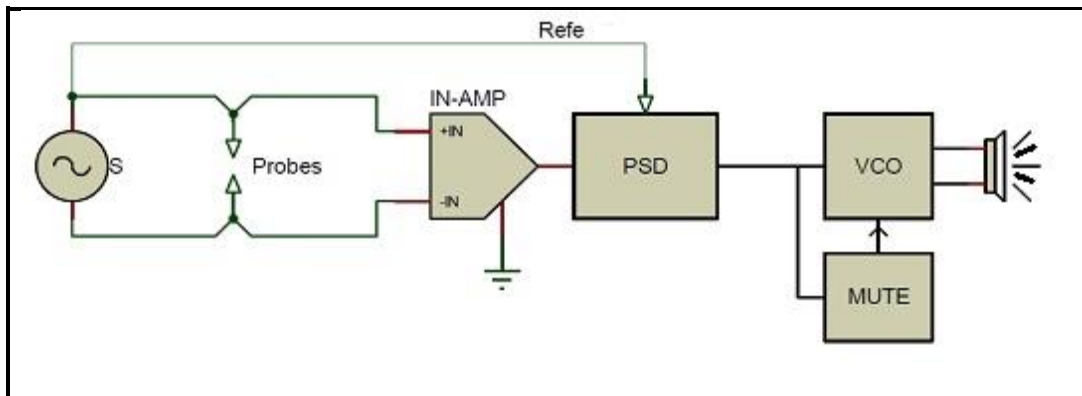 Refe
IN-AMP
+IN
S
Probes
PSD
VCO
-IN
MUTE